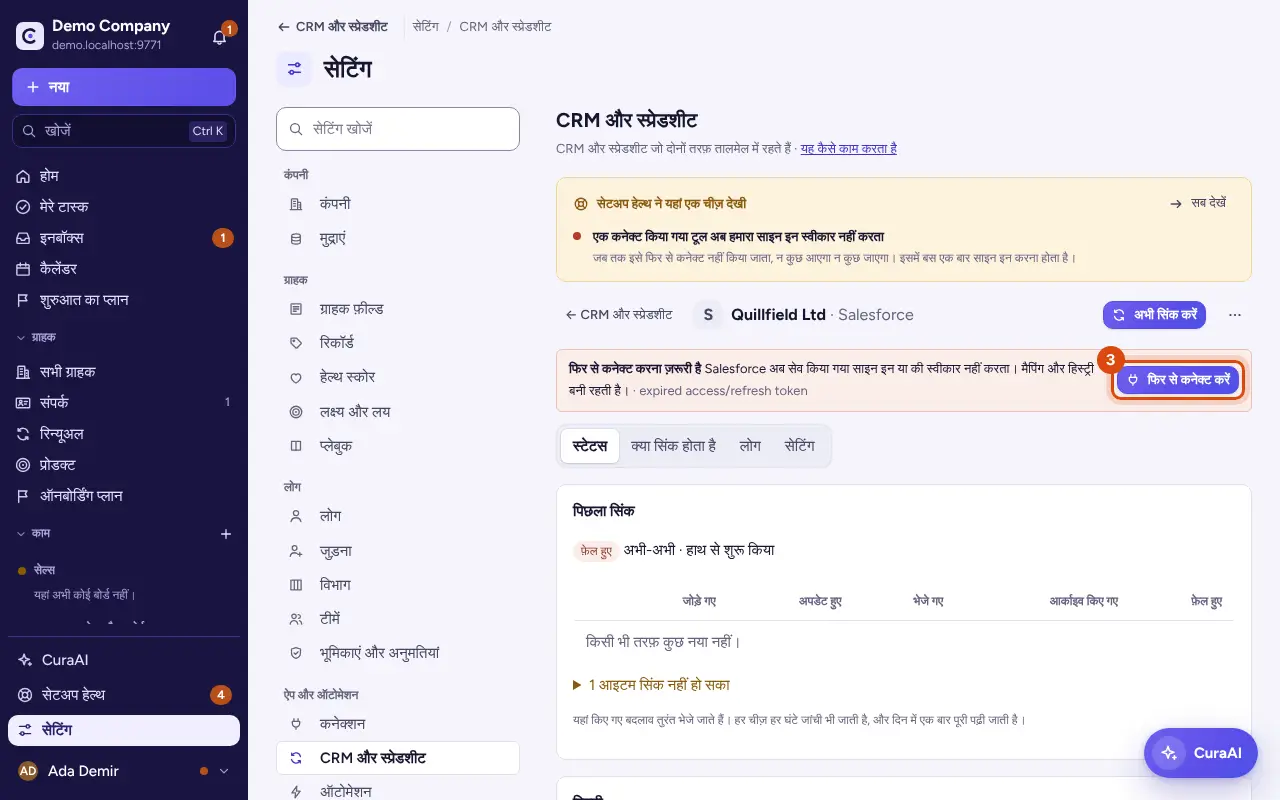 Demo Company
demo.localhost:9771
1
नया
खोजें
Ctrl K
होम
मेरे टास्क
इनबॉक्स
1
कैलेंडर
शुरुआत का प्लान
ग्राहक
सभी ग्राहक
संपर्क
1
रिन्यूअल
प्रोडक्ट
ऑनबोर्डिंग प्लान
काम
सेल्स
यहां अभी कोई बोर्ड नहीं।
CuraAI
सेटअप हेल्थ
4
सेटिंग
AD
Ada Demir
CRM और स्प्रेडशीट
सेटिंग / CRM और स्प्रेडशीट
सेटिंग
सेटिंग खोजें
कंपनी
कंपनी
मुद्राएं
ग्राहक
ग्राहक फ़ील्ड
रिकॉर्ड
हेल्थ स्कोर
लक्ष्य और लय
प्लेबुक
लोग
लोग
जुड़ना
विभाग
टीमें
भूमिकाएं और अनुमतियां
ऐप और ऑटोमेशन
कनेक्शन
CRM और स्प्रेडशीट
ऑटोमेशन
CRM और स्प्रेडशीट
CRM और स्प्रेडशीट जो दोनों तरफ़ तालमेल में रहते हैं · यह कैसे काम करता है
सेटअप हेल्थ ने यहां एक चीज़ देखी
सब देखें
एक कनेक्ट किया गया टूल अब हमारा साइन इन स्वीकार नहीं करता
जब तक इसे फिर से कनेक्ट नहीं किया जाता, न कुछ आएगा न कुछ जाएगा। इसमें बस एक बार साइन इन करना होता है।
CRM और स्प्रेडशीट
S
Quillfield Ltd · Salesforce
अभी सिंक करें
3
फिर से कनेक्ट करना ज़रूरी है Salesforce अब सेव किया गया साइन इन या की स्वीकार नहीं करता। मैपिंग और हिस्ट्री
बनी रहती है। · expired access/refresh token
फिर से कनेक्ट करें
स्टेटस
क्या सिंक होता है
लोग
सेटिंग
पिछला सिंक
फ़ेल हुए
अभी-अभी · हाथ से शुरू किया
जोड़े गए
अपडेट हुए
भेजे गए
आर्काइव किए गए
फ़ेल हुए
किसी भी तरफ़ कुछ नया नहीं।
1 आइटम सिंक नहीं हो सका
यहां किए गए बदलाव तुरंत भेजे जाते हैं। हर चीज़ हर घंटे जांची भी जाती है, और दिन में एक बार पूरी पढ़ी जाती है।
CuraAI